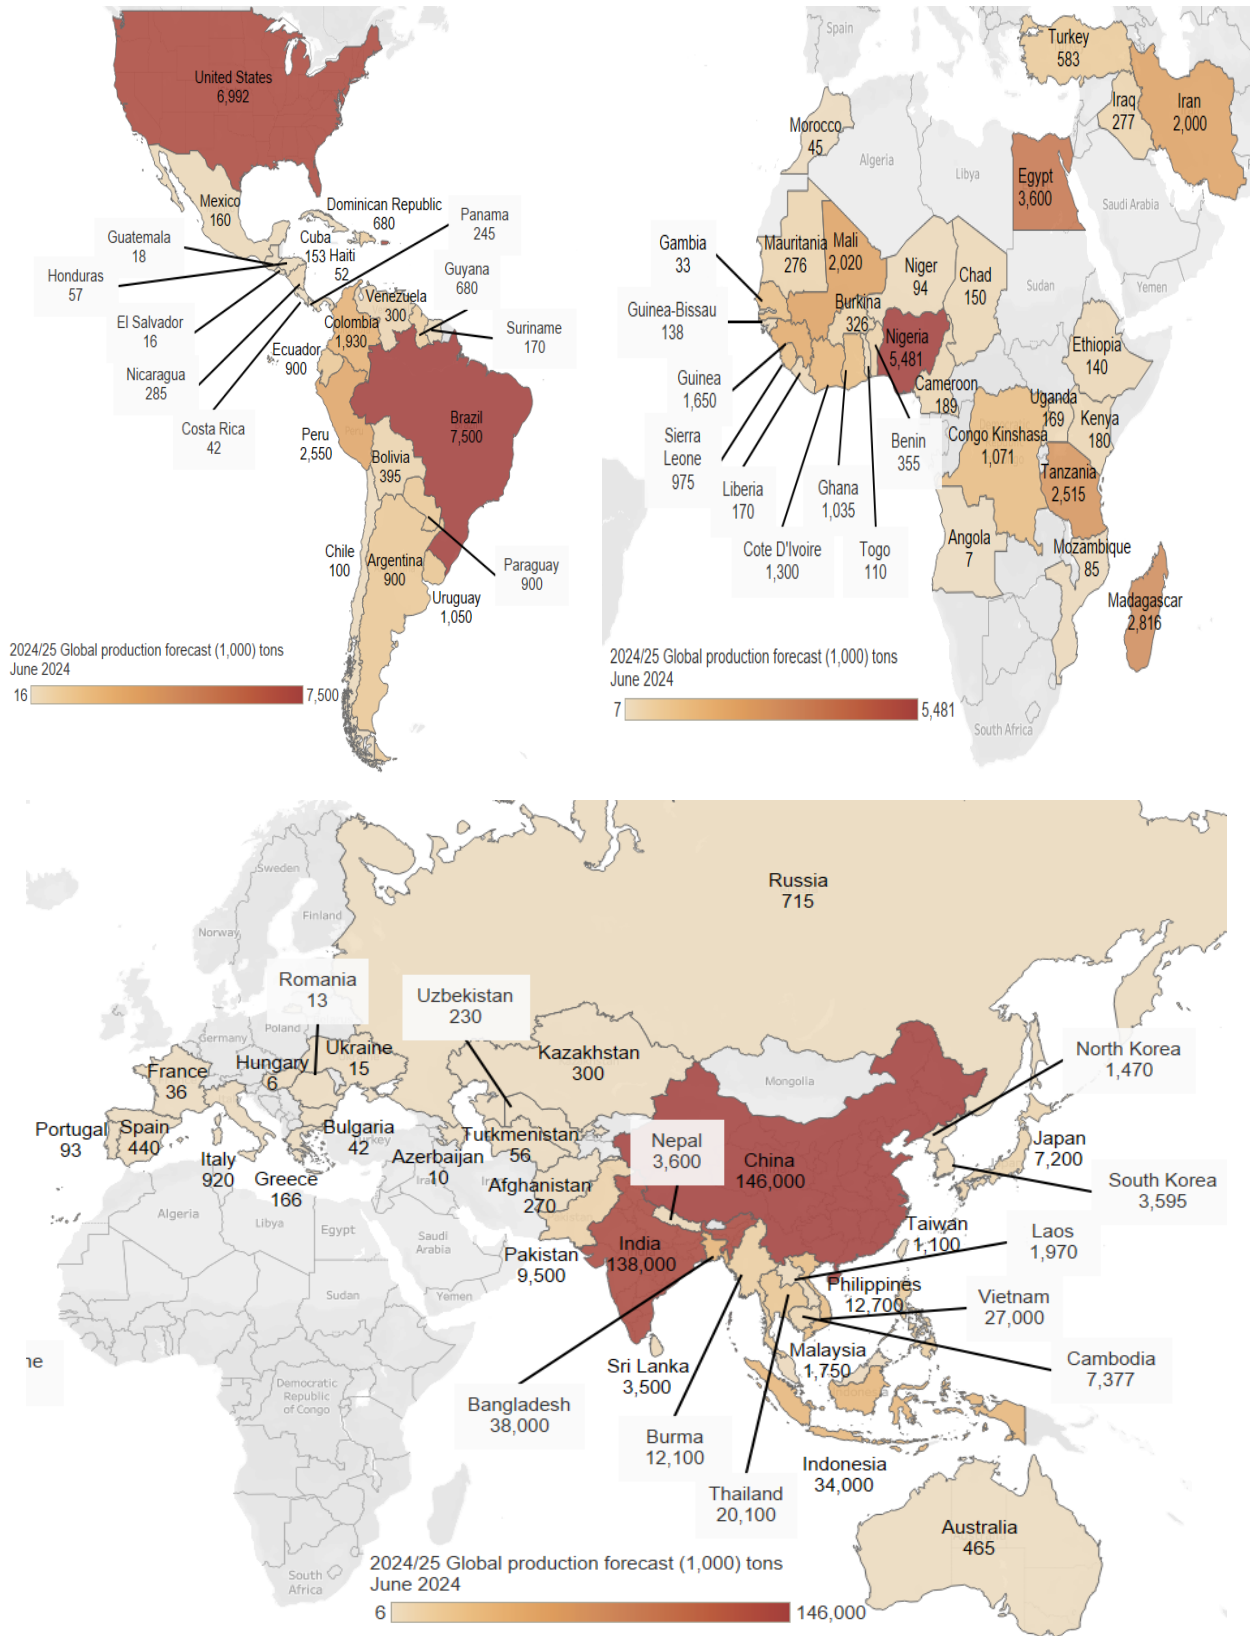 United States
6,992
Mexico
160
Dominican Republic
680
Panama
245
Guatemala
18
Cuba
153
Haiti
52
Guyana
680
Honduras
57
Venezuela
300
El Salvador
16
Colombia
1,930
Suriname
170
Ecuador
900
Nicaragua
285
Costa Rica
42
Brazil
7,500
Peru
2,550
Bolivia
395
Chile
100
Argentina
900
Paraguay
900
Uruguay
1,050
2024/25 Global production forecast (1,000) tons
June 2024
16
7,500
Spain
Turkey
583
Iraq
277
Iran
2,000
Morocco
45
Algeria
Libya
Egypt
3,600
Saudi Arabia
Gambia
33
Mauritania
276
Mali
2,020
Niger
94
Chad
150
Sudan
Yemen
Guinea-Bissau
138
Burkina
326
Nigeria
5,481
Ethiopia
140
Guinea
1,650
Cameroon
189
Uganda
169
Kenya
180
Sierra
Leone
975
Benin
355
Congo Kinshasa
1,071
Tanzania
2,515
Liberia
170
Ghana
1,035
Cote D'Ivoire
1,300
Togo
110
Angola
7
Mozambique
85
Madagascar
2,816
2024/25 Global production forecast (1,000) tons
June 2024
7
5,481
South Africa
Sweden
Finland
Norway
Russia
715
Romania
13
Uzbekistan
230
Germany
Poland
Ukraine
15
Hungary
6
France
36
Kazakhstan
300
Mongolia
North Korea
1,470
Portugal
93
Spain
440
Italy
920
Greece
166
Bulgaria
42
Turkey
Azerbaijan
10
Turkmenistan
56
Nepal
3,600
China
146,000
Japan
7,200
South Korea
3,595
Afghanistan
270
Algeria
Libya
Egypt
Saudi
Arabia
Iraq
Pakistan
9,500
India
138,000
Taiwan
1,100
Laos
1,970
Sudan
Yemen
Philippines
12,700
Vietnam
27,000
Malaysia
1,750
Cambodia
7,377
Sri Lanka
3,500
ne
Democratic
Republic
of Congo
Bangladesh
38,000
Indonesia
Burma
12,100
Indonesia
34,000
Thailand
20,100
Australia
465
South
Africa
2024/25 Global production forecast (1,000) tons
June 2024
6
146,000